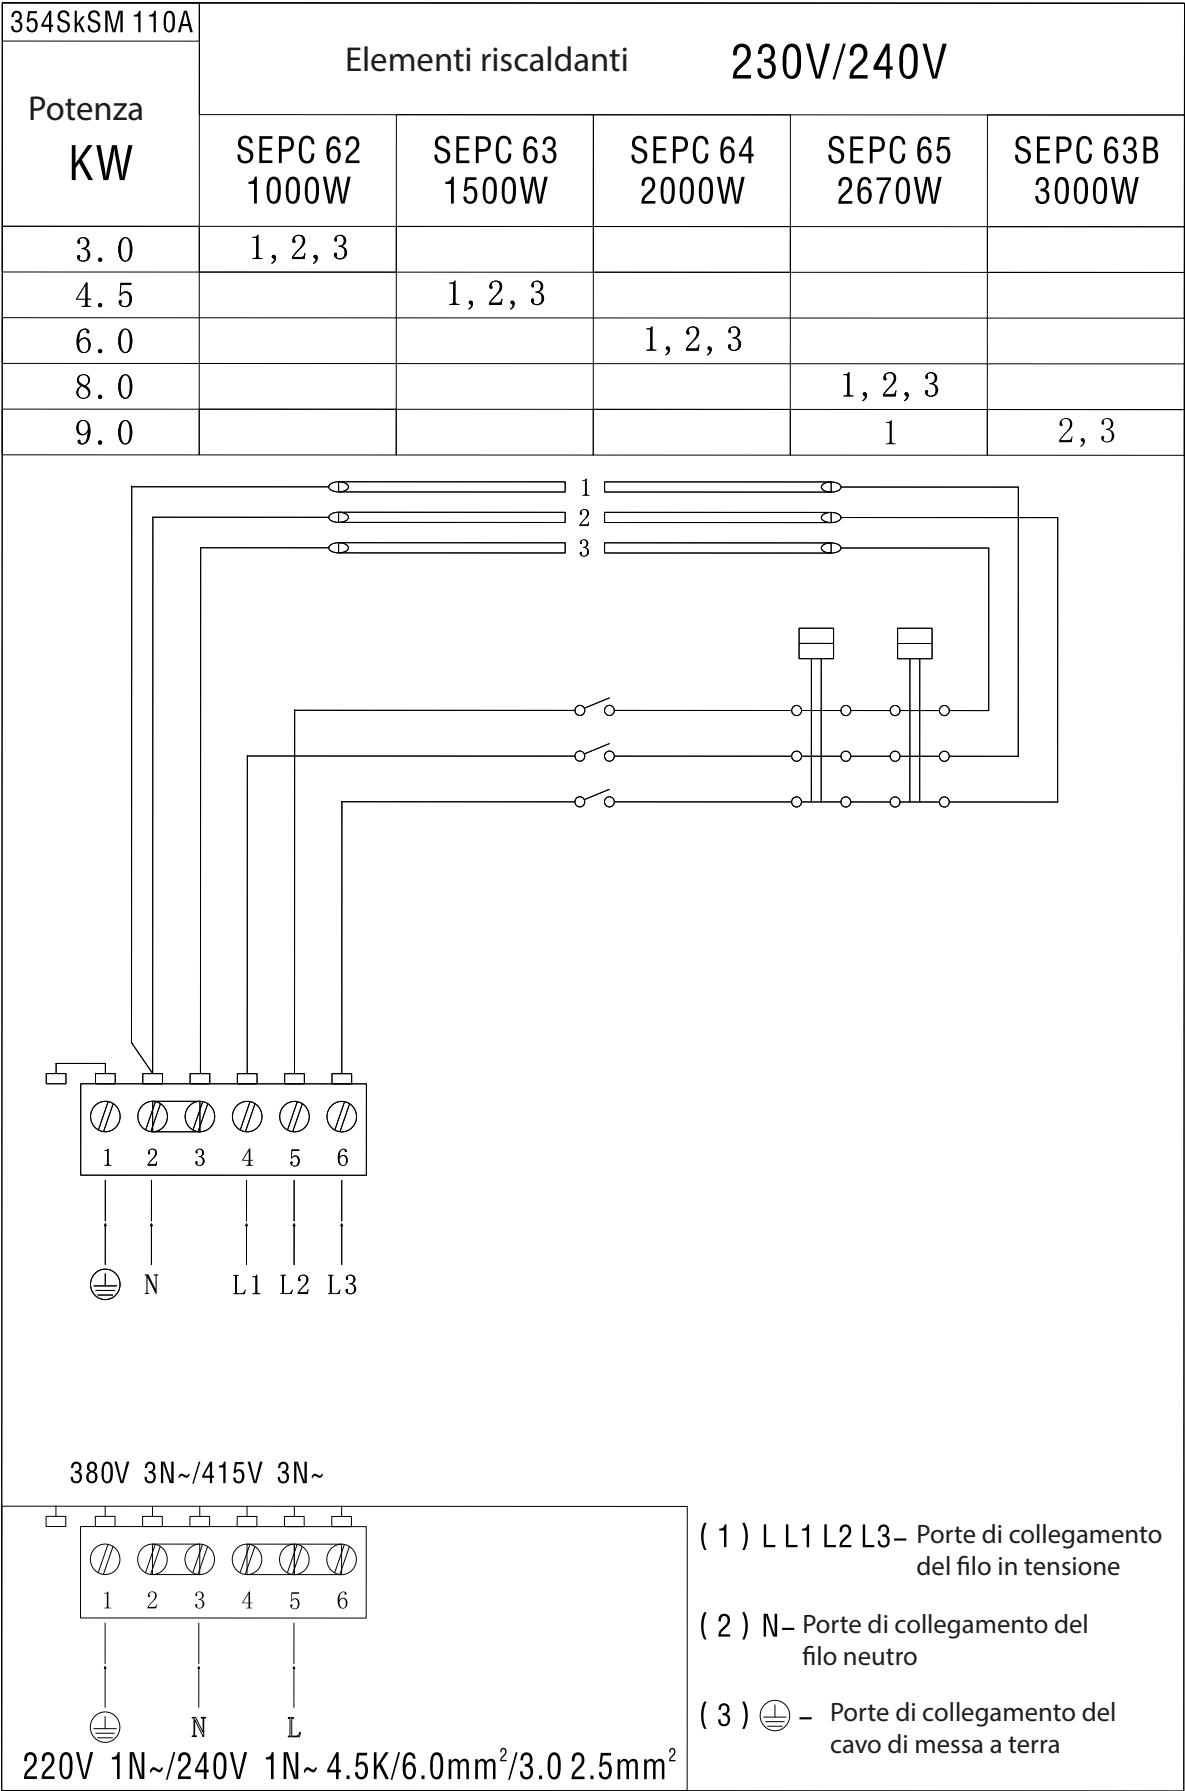 354SkSM 110A
Elementi riscaldanti 230V/240V
Potenza
KW
SEPC 62 SEPC 63 SEPC 64 SEPC 65 SEPC 63B
1000W 1500W 2000W 2670W 3000W
3.0 1, 2, 3
4.5 1, 2, 3
6.0 1, 2, 3
8.0 1, 2, 3
9.0 1 2, 3
1
2
3
1 2 3 4 5 6
N L1 L2 L3
380V 3N~/415V 3N~
1 2 3 4 5 6
N L
220V 1N~/240V 1N~ 4.5K/6.0mm²/3.0 2.5mm²
( 1 ) L L1 L2 L3– Porte di collegamento
del filo in tensione
( 2 ) N– Porte di collegamento del
filo neutro
( 3 ) ⏚ – Porte di collegamento del
cavo di messa a terra